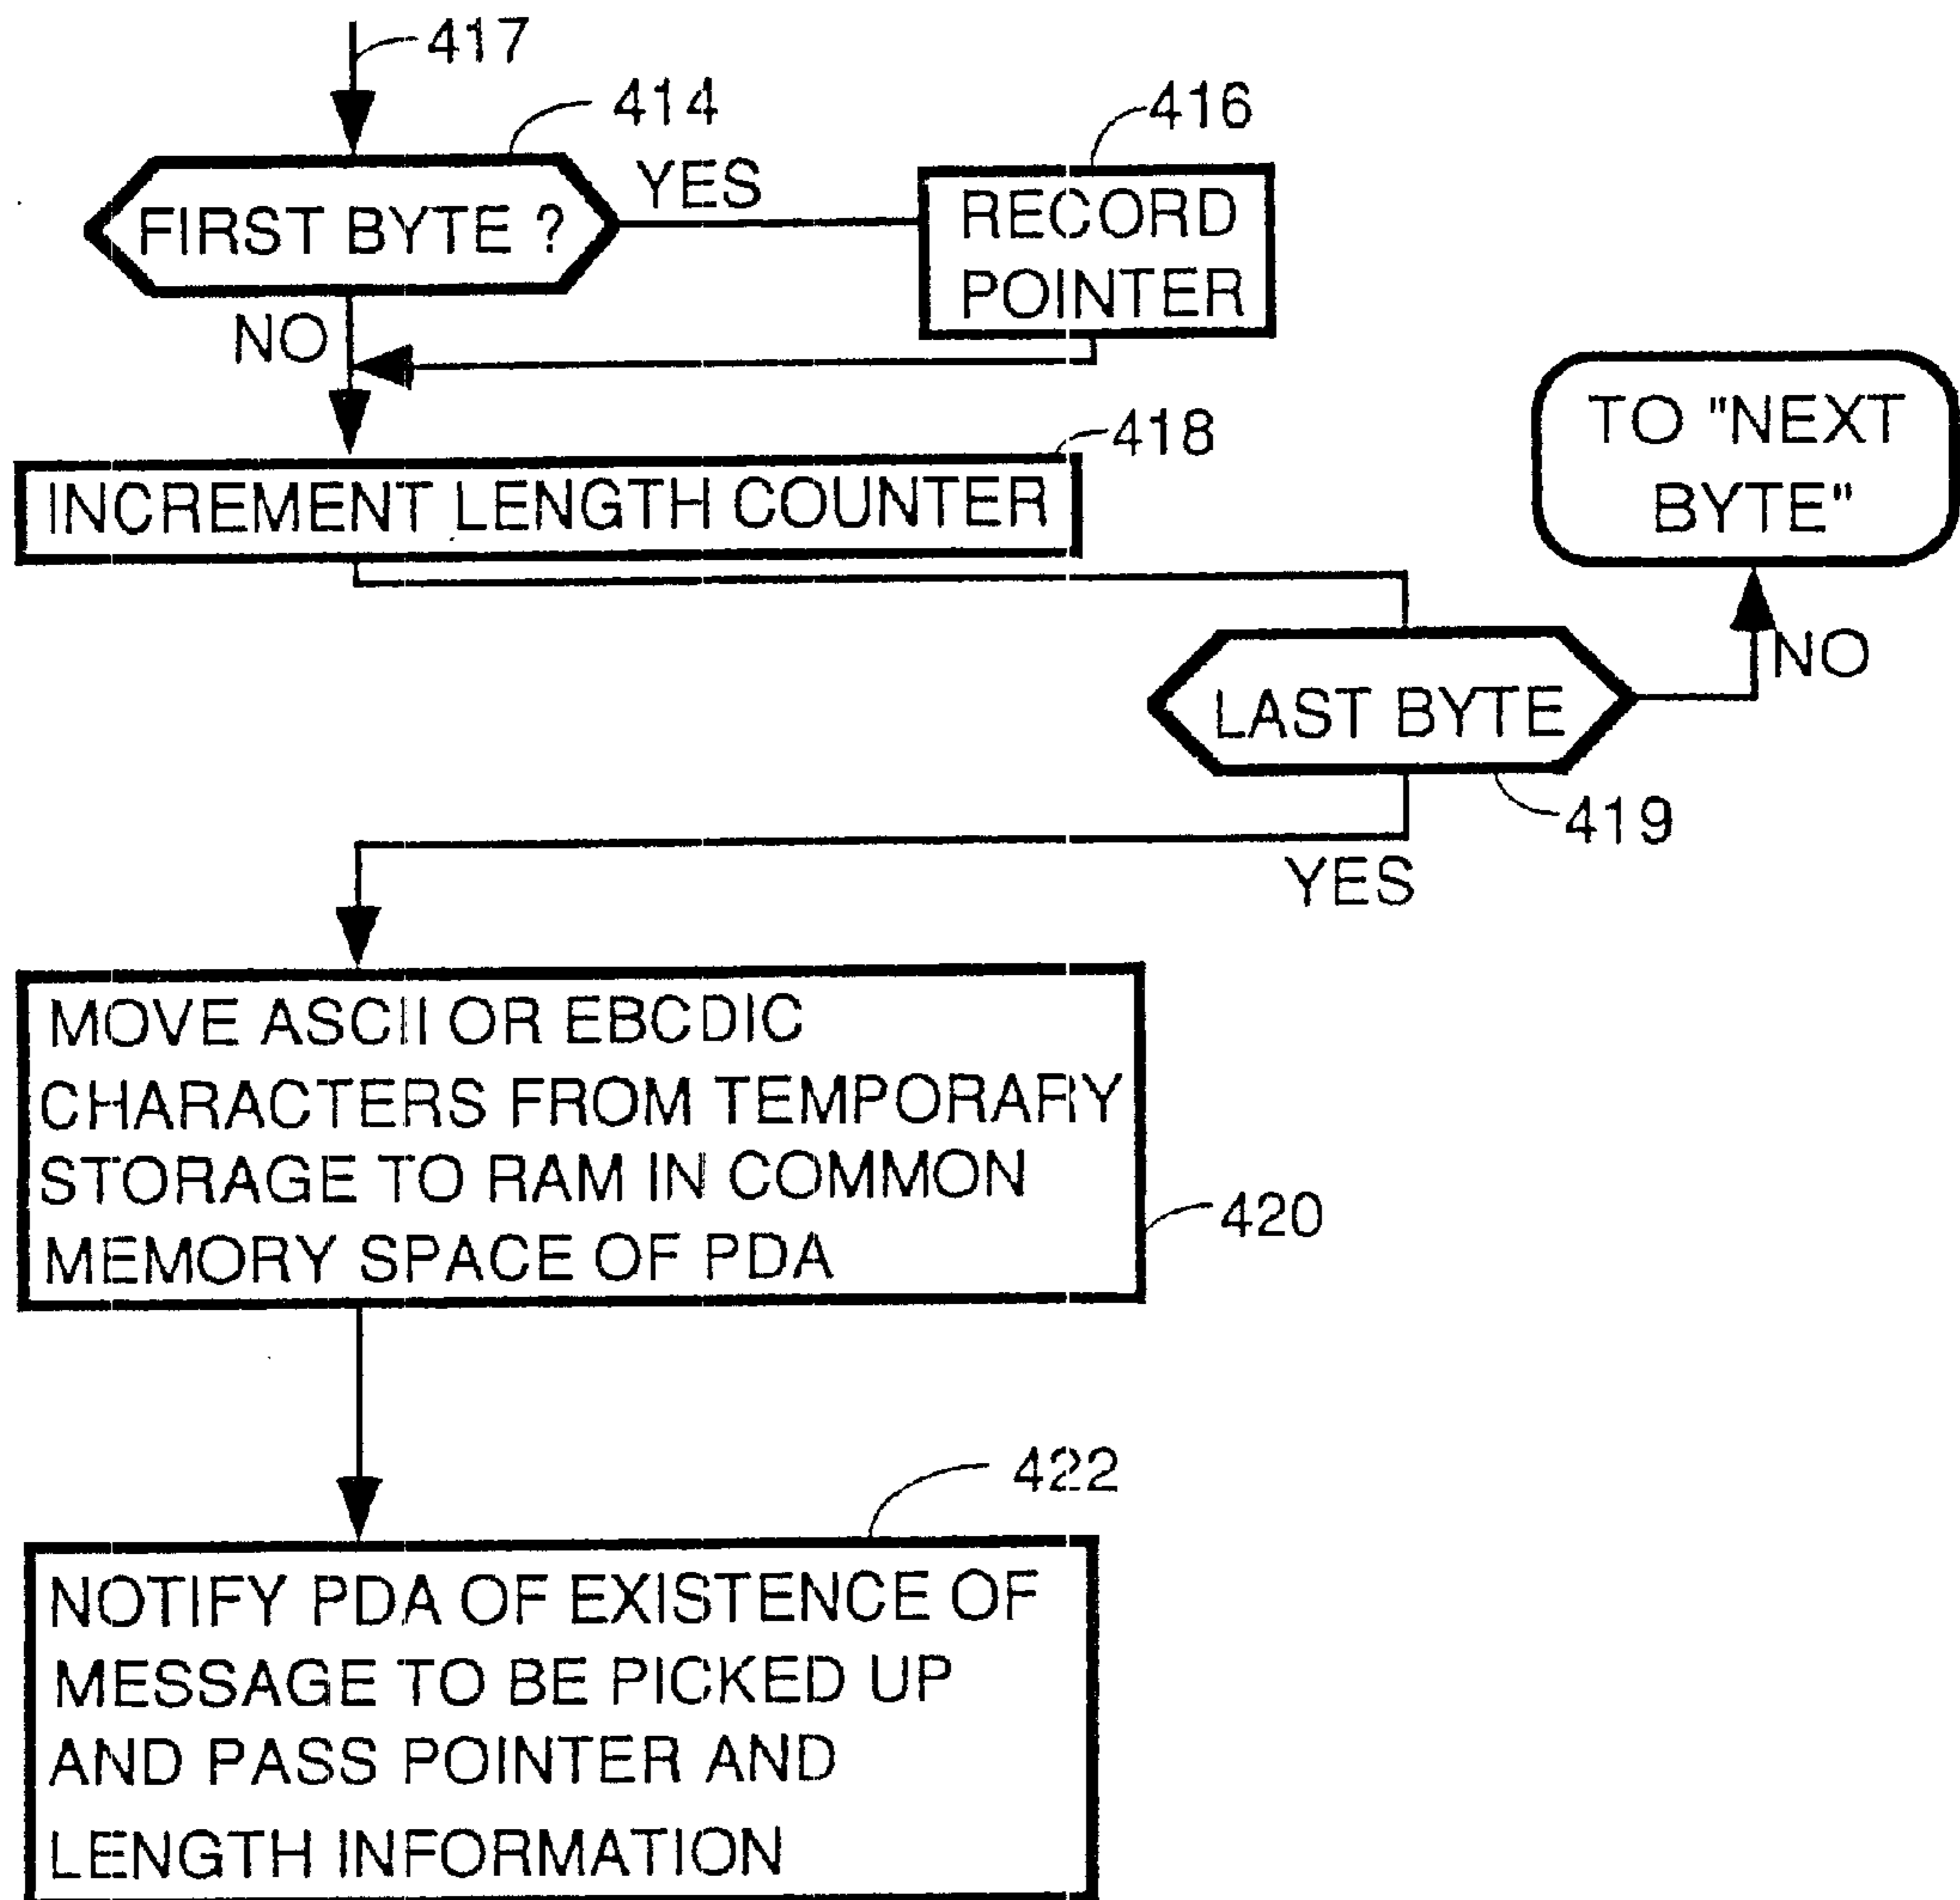 417
414
416
YES
FIRST BYTE ?
RECORD
POINTER
NO
418
INCREMENT LENGTH COUNTER
TO "NEXT
BYTE"
NO
LAST BYTE
419
YES
MOVE ASCII OR EBCDIC
CHARACTERS FROM TEMPORARY
STORAGE TO RAM IN COMMON
MEMORY SPACE OF PDA
420
422
NOTIFY PDA OF EXISTENCE OF
MESSAGE TO BE PICKED UP
AND PASS POINTER AND
LENGTH INFORMATION